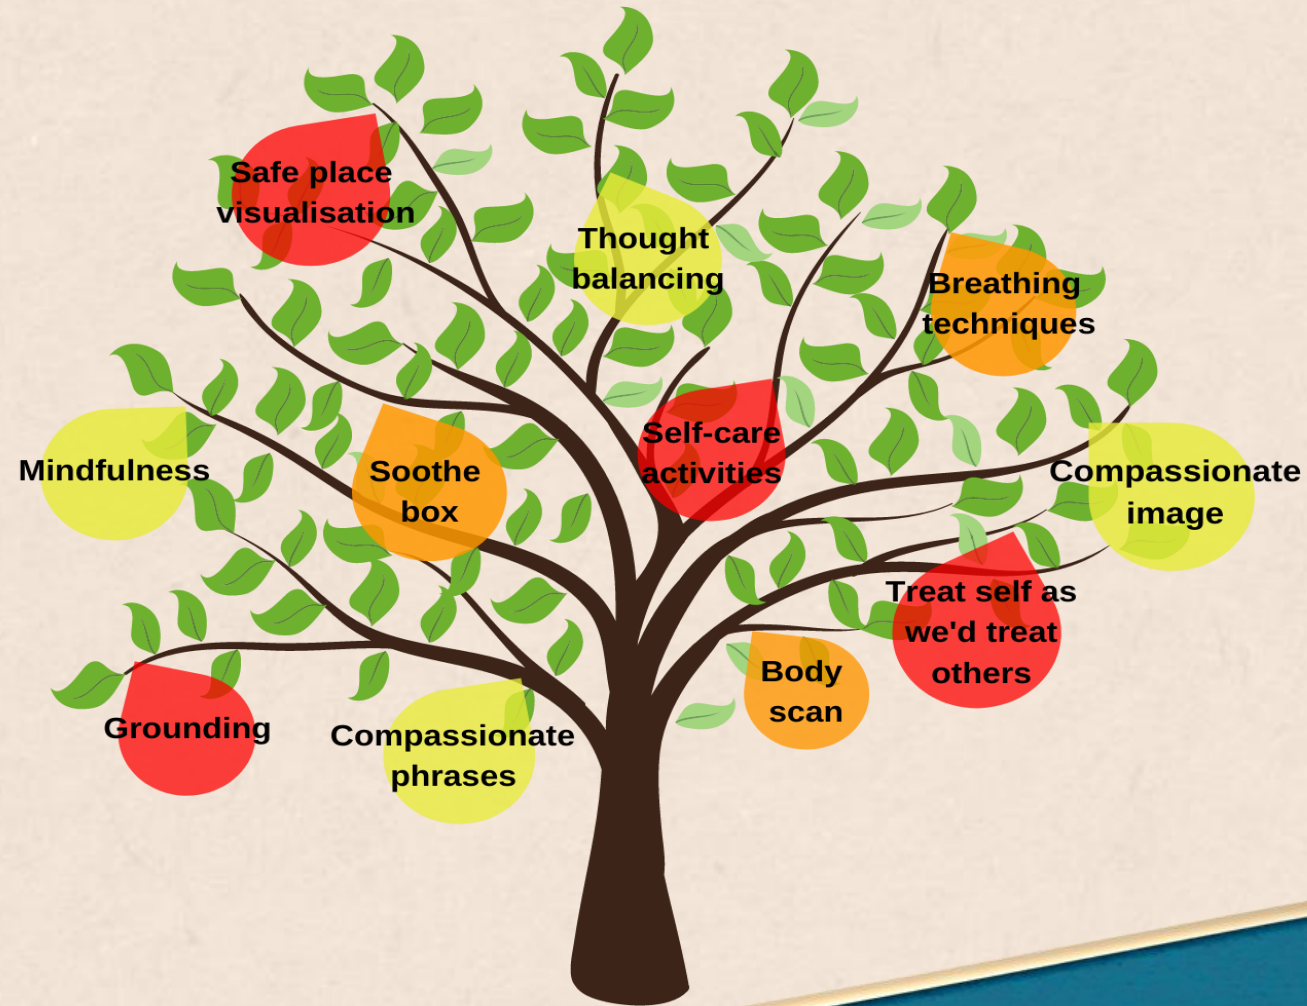 Safe place
visualisation
Thought
balancing
Breathing
techniques
Mindfulness
Soothe
box
Self-care
activities
Compassionate
image
Treat self as
we'd treat
others
Body
scan
Grounding
Compassionate
phrases